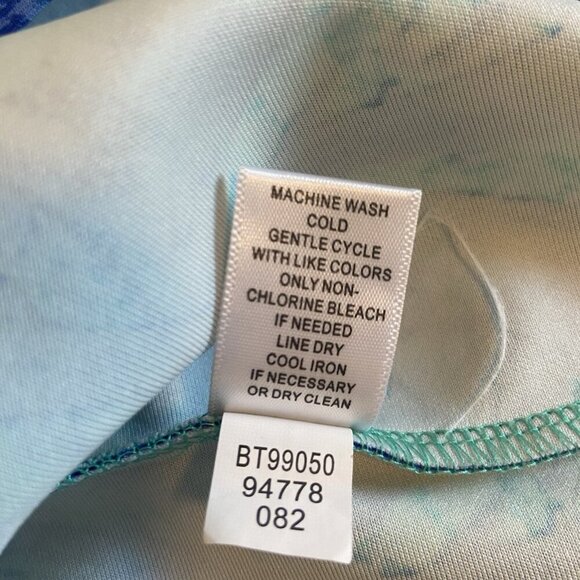 MACHINE WASH
COLD
GENTLE CYCLE
WITH LIKE COLORS
ONLY NON-
CHLORINE BLEACH
IF NEEDED
LINE DRY
COOL IRON
IF NECESSARY
OR DRY CLEAN
BT99050
94778
082